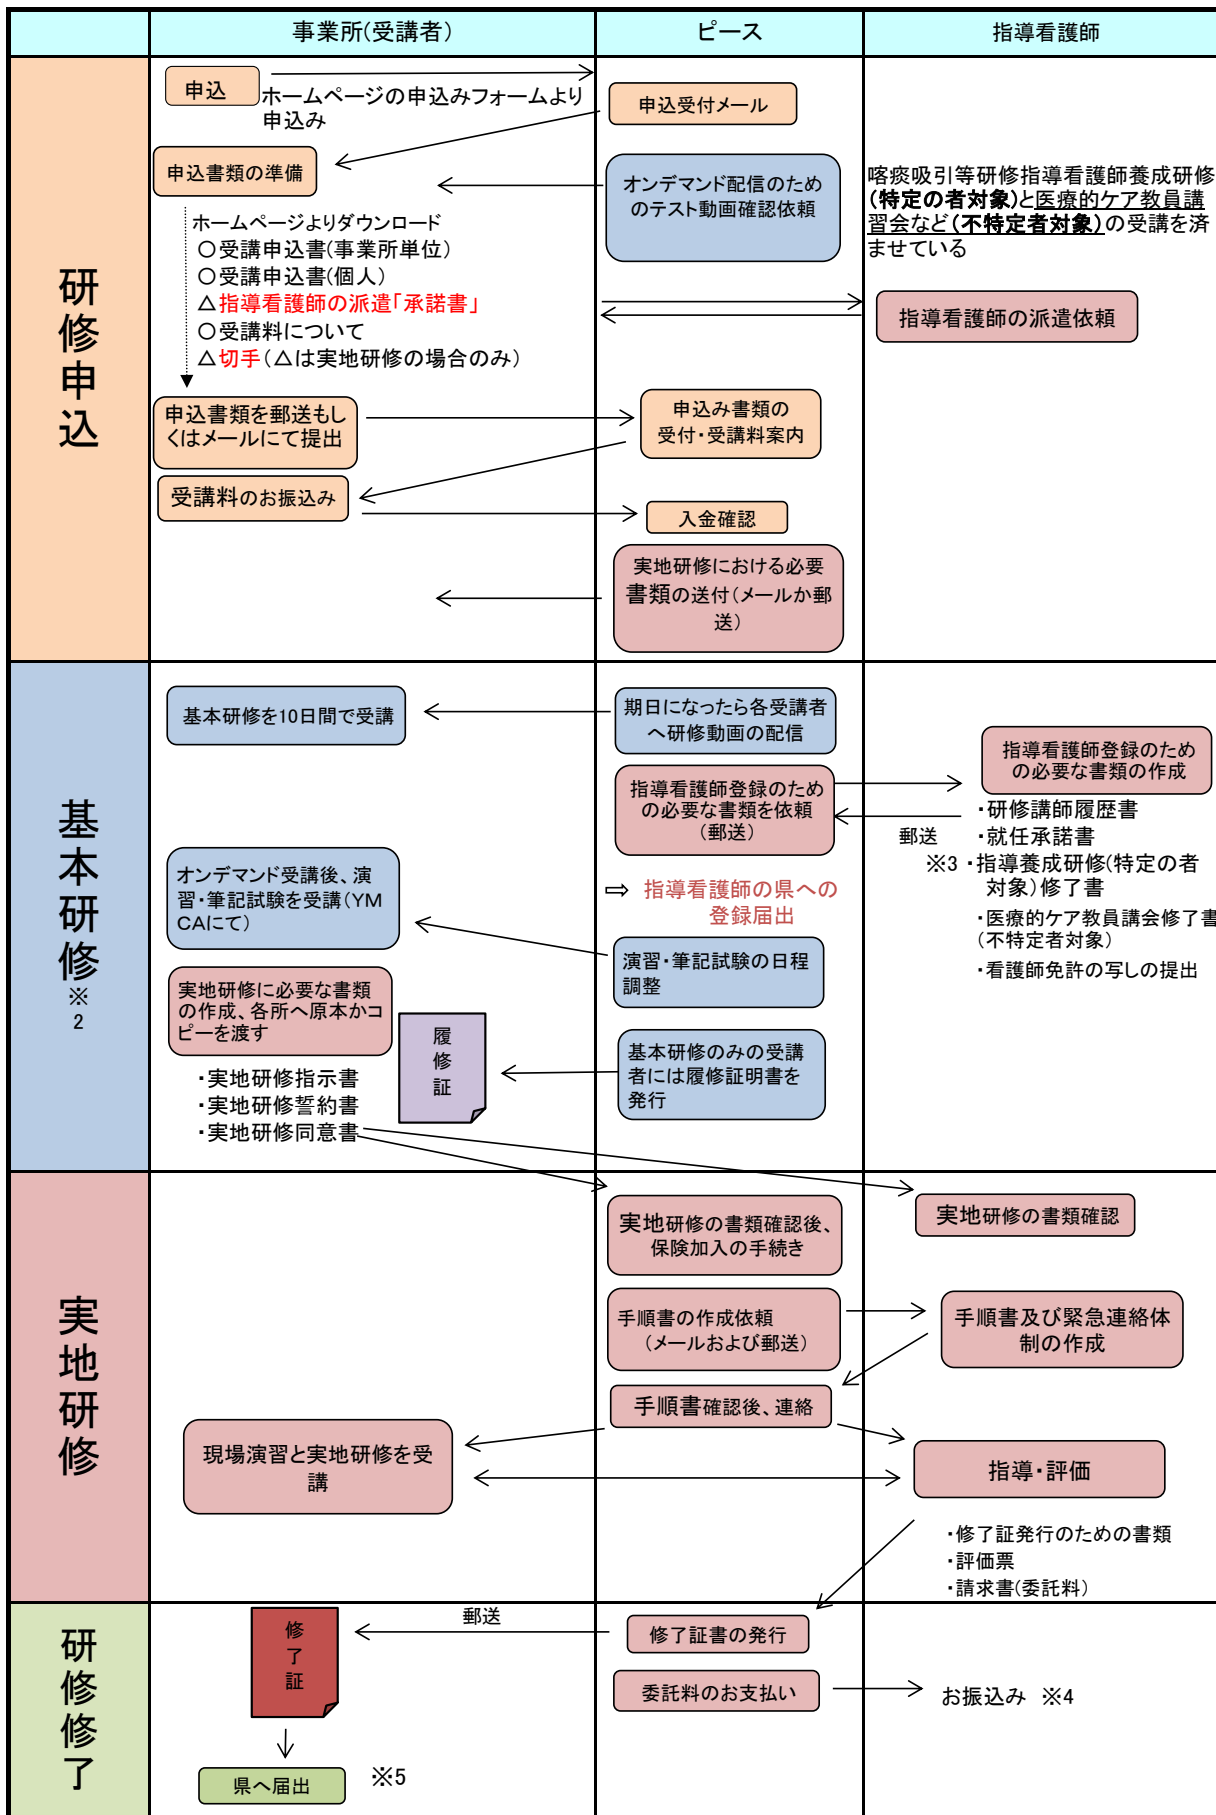 事業所(受講者)
ピース
指導看護師
研修申込
申込
ホームページの申込みフォームより
申込み
申込受付メール
申込書類の準備
オンデマンド配信のため
のテスト動画確認依頼
喀痰吸引等研修指導看護師養成研修
(特定の者対象)と医療的ケア教員講
習会など(不特定者対象)の受講を済
ませている
ホームページよりダウンロード
○受講申込書(事業所単位)
○受講申込書(個人)
△指導看護師の派遣「承諾書」
○受講料について
△切手(△は実地研修の場合のみ)
指導看護師の派遣依頼
申込書類を郵送もし
くはメールにて提出
申込み書類の
受付・受講料案内
受講料のお振込み
入金確認
実地研修における必要
書類の送付(メールか郵
送)
基本研修
※
2
基本研修を10日間で受講
期日になったら各受講者
へ研修動画の配信
指導看護師登録のため
の必要な書類を依頼
(郵送)
指導看護師登録のため
の必要な書類の作成
郵送
・研修講師履歴書
・就任承諾書
※3・指導養成研修(特定の者
対象)修了書
・医療的ケア教員講会修了書
(不特定者対象)
・看護師免許の写しの提出
オンデマンド受講後、演
習・筆記試験を受講(YM
CAにて)
⇨ 指導看護師の県への
登録届出
演習・筆記試験の日程
調整
実地研修に必要な書類
の作成、各所へ原本かコ
ピーを渡す
履
修
証
基本研修のみの受講
者には履修証明書を
発行
・実地研修指示書
・実地研修誓約書
・実地研修同意書
実地研修
実地研修の書類確認後、
保険加入の手続き
実地研修の書類確認
手順書の作成依頼
(メールおよび郵送)
手順書及び緊急連絡体
制の作成
手順書確認後、連絡
現場演習と実地研修を受
講
指導・評価
・修了証発行のための書類
・評価票
・請求書(委託料)
研修修了
修
了
証
郵送
修了証書の発行
委託料のお支払い
お振込み ※4
県へ届出
※5